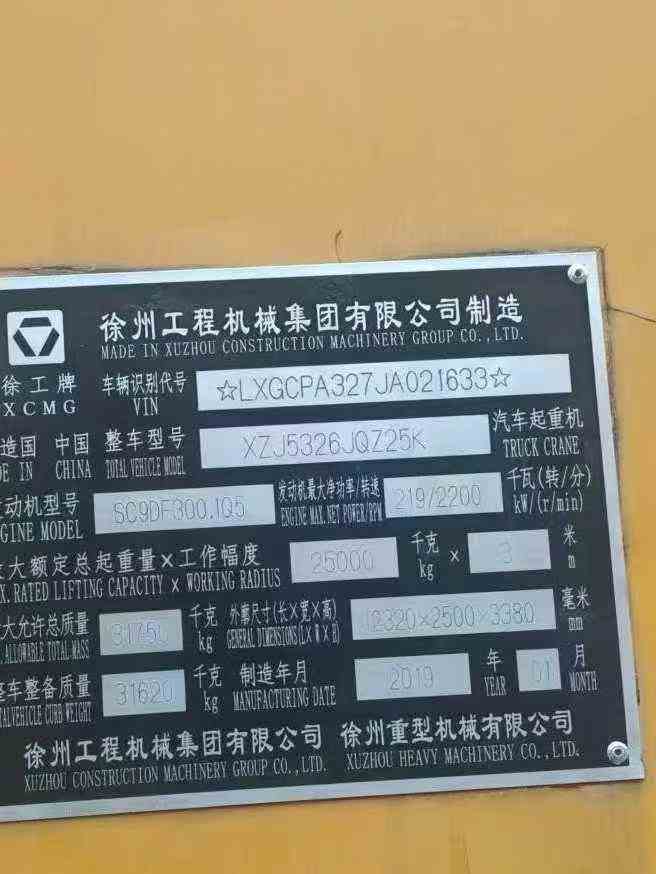 徐州工程机械集团有限公司制造
MADE IN XUZHOU CONSTRUCTION MACHINERY GROUP CO.,LTD.
徐工牌 车辆识别代号 ☆LXGCPA327JA021633☆
XCMG VIN
造国 中国 整车型号 XZJ5326JQZ25K 汽车起重机
DE IN CHINA TOTAL VEHICLE MODEL TRUCK CRANE
动机型号 SC9DF300.1Q5 发动机最大净功率/转速 219/2200 千瓦(转/分)
GINE MODEL ENGINE MAX.NET POWER/RPM kW/(r/min)
大额定总起重量×工作幅度 25000 千克 × 3 米
X.RATED LIFTING CAPACITY x WORKING RADIUS kg m
大允许总质量 31750 千克 外廓尺寸(长×宽×高) 12320×2500×3380 毫米
. ALLOWABLE TOTAL MASS kg GENERAL DIMENSIONS(L×W×H) mm
整车整备质量 31620 千克 制造年月 2019 年 01 月
TALVEHICLE CURB WEIGHT kg MANUFACTURING DATE YEAR MONTH
徐州工程机械集团有限公司 徐州重型机械有限公司
XUZHOU CONSTRUCTION MACHINERY GROUP CO.,LTD. XUZHOU HEAVY MACHINERY CO.,LTD.